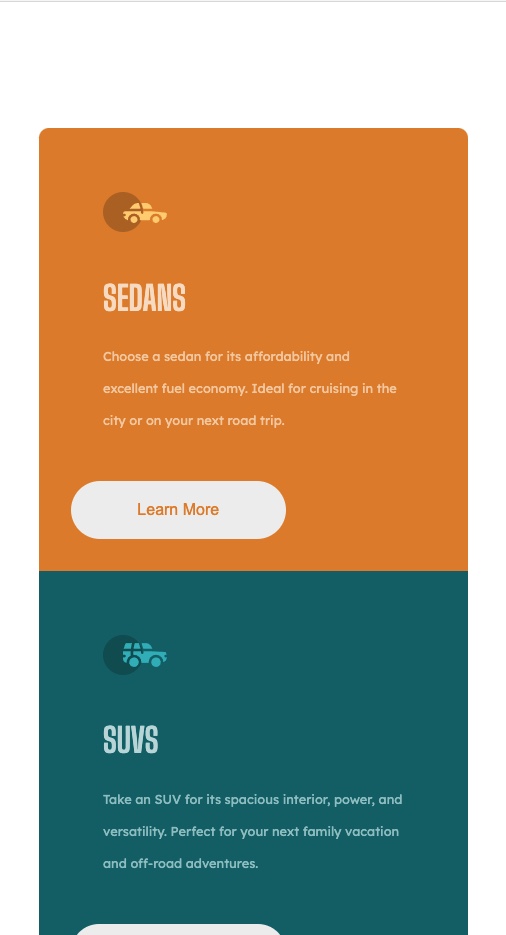 SEDANS
Choose a sedan for its affordability and
excellent fuel economy. Ideal for cruising in the
city or on your next road trip.
Learn More
SUVS
Take an SUV for its spacious interior, power, and
versatility. Perfect for your next family vacation
and off-road adventures.